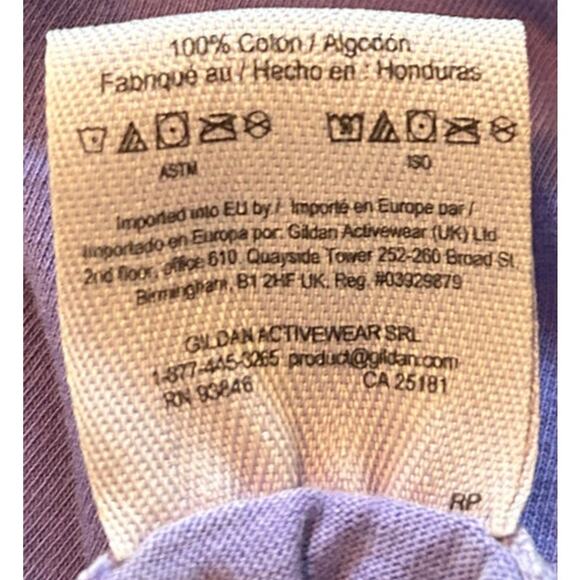 100% Coton / Algodón
Fabriqué au / Hecho en : Honduras
ASTM ISO
Imported into EU by / Importé en Europe par /
Importado en Europa por: Gildan Activewear (UK) Ltd
2nd floor, office 610, Quayside Tower 252-260 Broad St.
Birmingham, B1 2HF UK. Reg. #03929879
GILDAN ACTIVEWEAR SRL
1-877-445-3265 product@gildan.com
RN 93846 CA 25181
RP